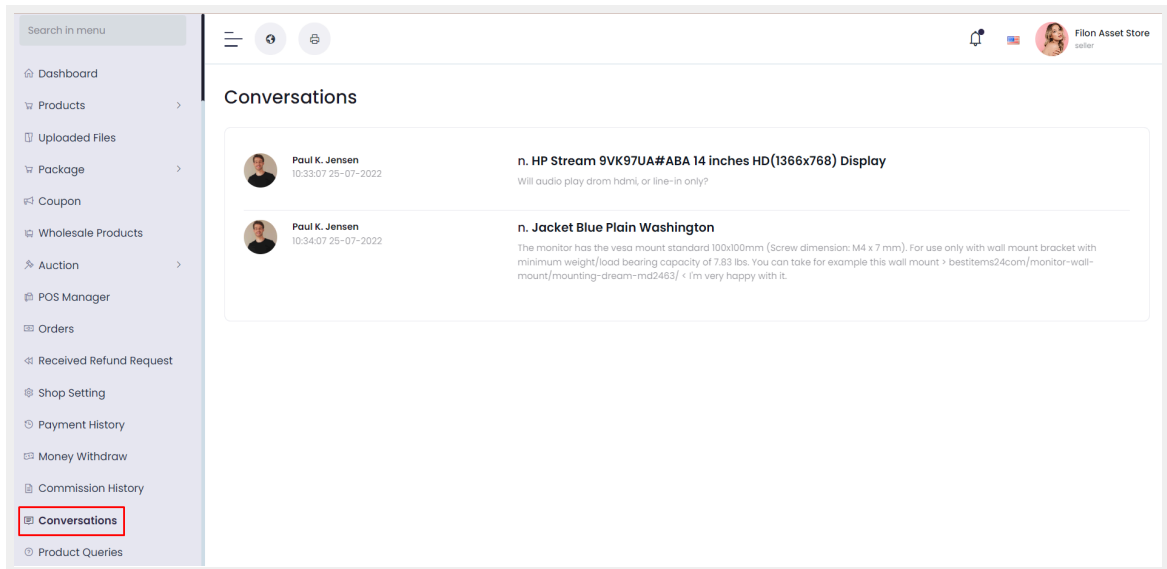 Search in menu
Dashboard
Products
Uploaded Files
Package
Coupon
Wholesale Products
Auction
POS Manager
Orders
Received Refund Request
Shop Setting
Payment History
Money Withdraw
Commission History
Conversations
Product Queries
Filon Asset Store
seller
Conversations
Paul K. Jensen
10:33:07 25-07-2022
n. HP Stream 9VK97UA#ABA 14 inches HD(1366x768) Display
Will audio play drom hdmi, or line-in only?
Paul K. Jensen
10:34:07 25-07-2022
n. Jacket Blue Plain Washington
The monitor has the vesa mount standard 100x100mm (Screw dimension: M4 x 7 mm). For use only with wall mount bracket with
minimum weight/load bearing capacity of 7.83 lbs. You can take for example this wall mount > bestitems24com/monitor-wall-
mount/mounting-dream-md2463/ < I'm very happy with it.